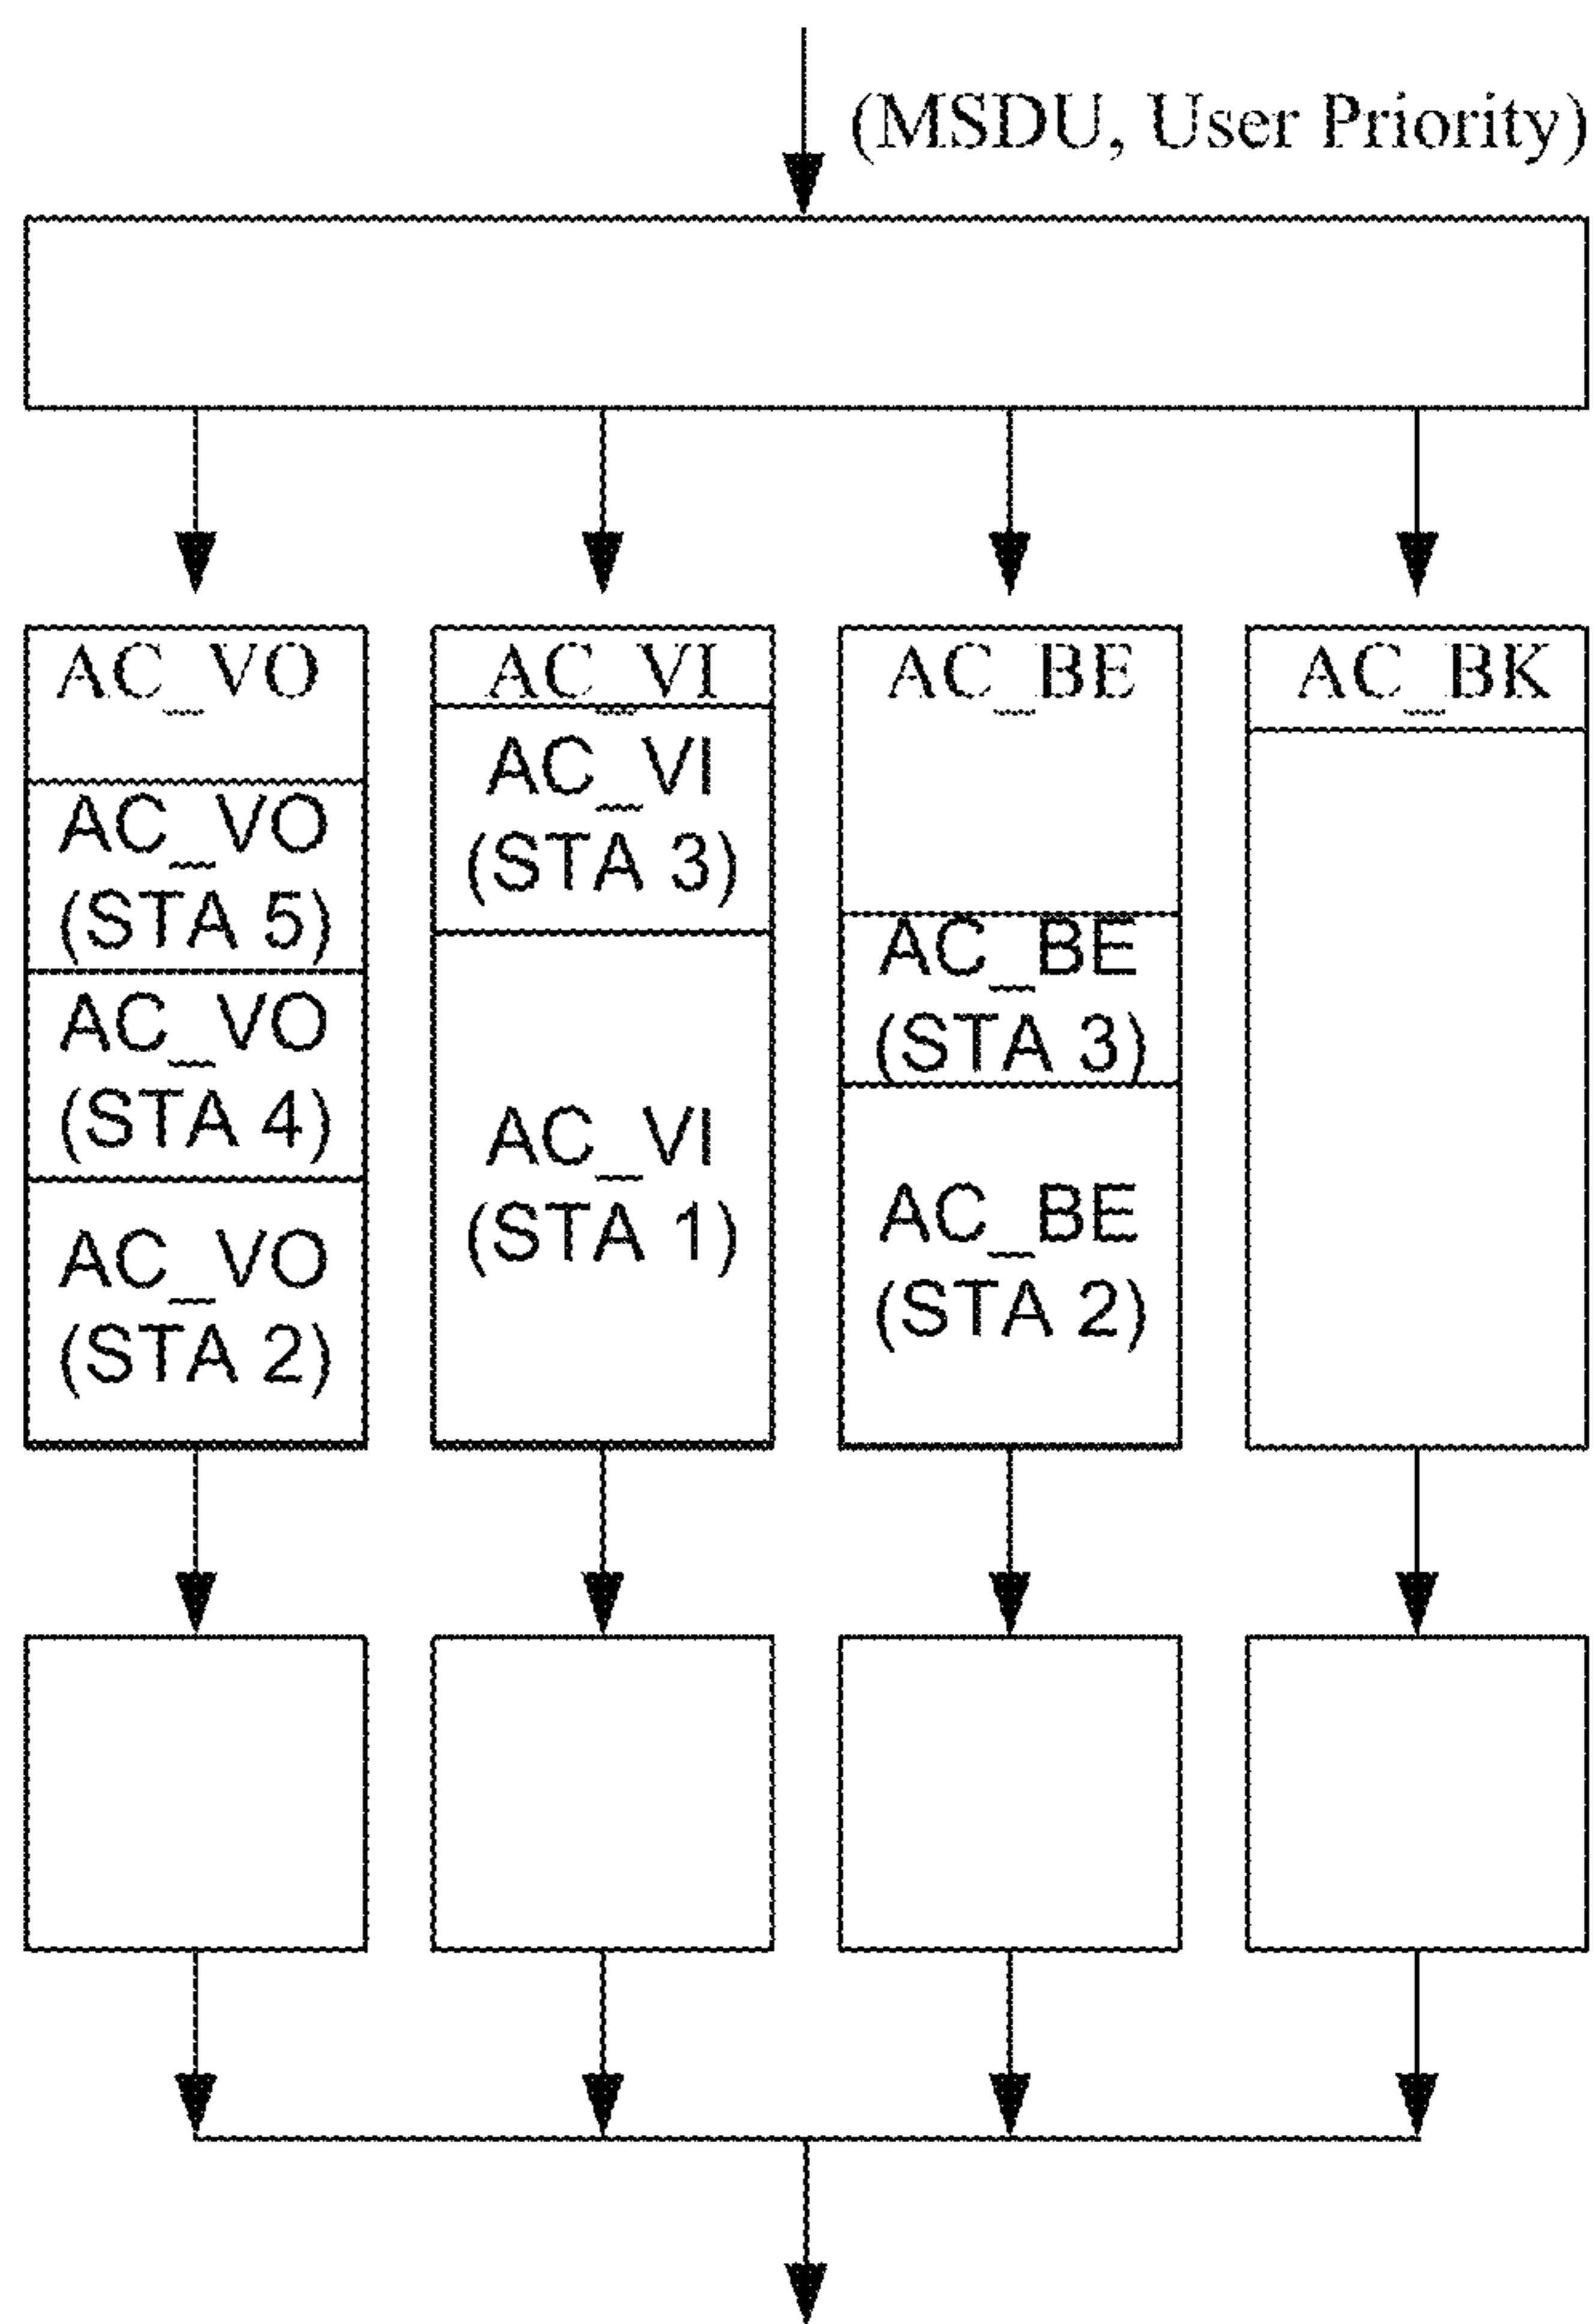 (MSDU, User Priority)
AC_VO
AC_VO
(STA 5)
AC_VO
(STA 4)
AC_VO
(STA 2)
AC_VI
AC_VI
(STA 3)
AC_VI
(STA 1)
AC_BE
AC_BE
(STA 3)
AC_BE
(STA 2)
AC_BK